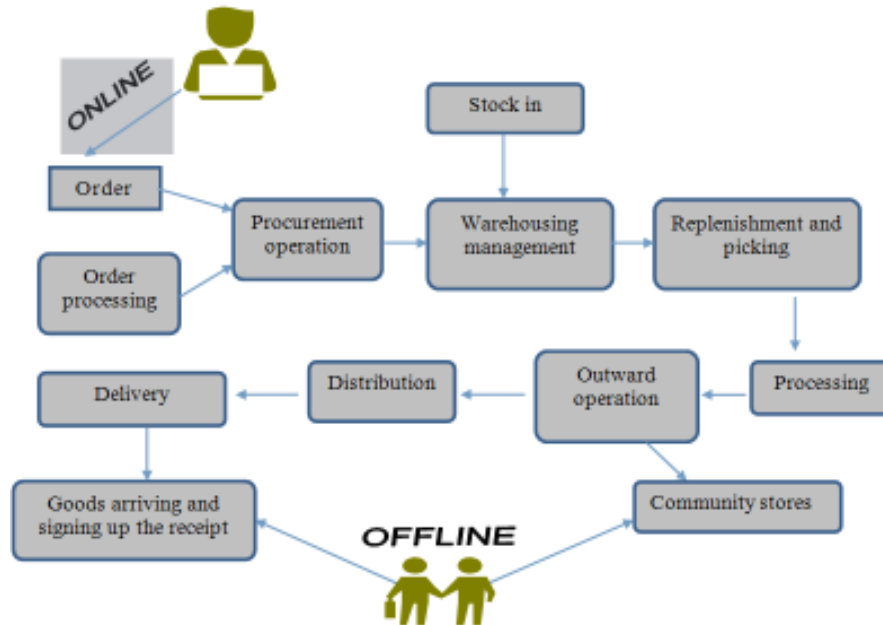 ONLINE
Stock in
Order
Procurement
operation
Warehousing
management
Replenishment and
picking
Order
processing
Delivery
Distribution
Outward
operation
Processing
Goods arriving and
signing up the receipt
Community stores
OFFLINE